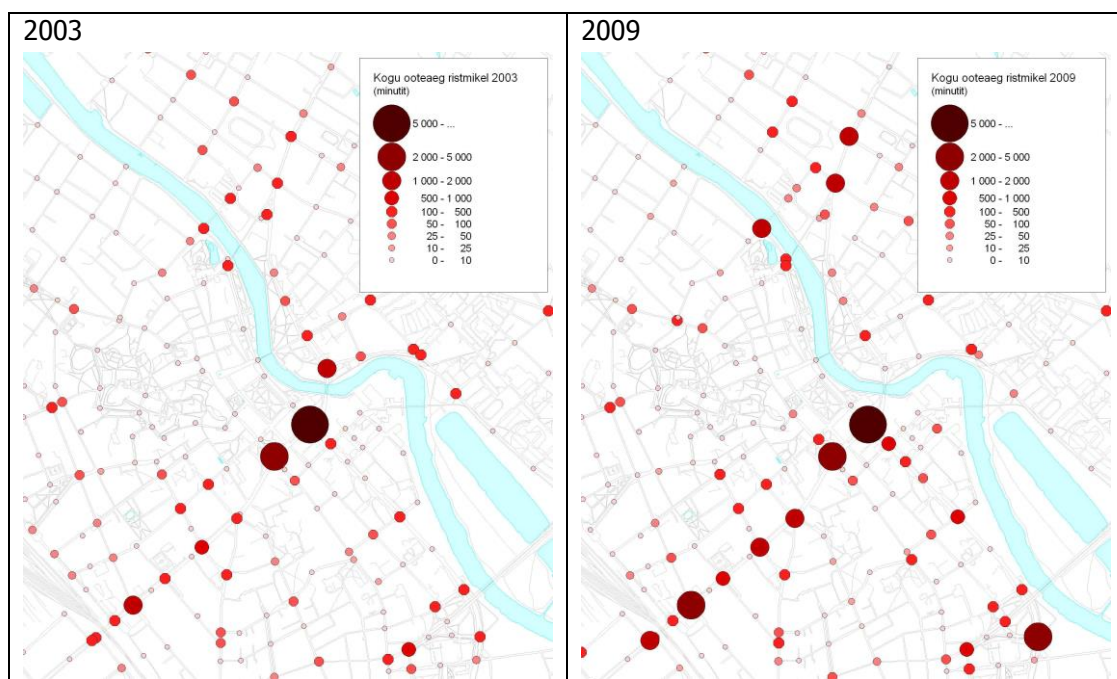 2003
Kogu ooteaeg ristmikel 2003
(minutit)
5 000 - ...
2 000 - 5 000
1 000 - 2 000
500 - 1 000
100 - 500
50 - 100
25 - 50
10 - 25
0 - 10
2009
Kogu ooteaeg ristmikel 2009
(minutit)
5 000 - ...
2 000 - 5 000
1 000 - 2 000
500 - 1 000
100 - 500
50 - 100
25 - 50
10 - 25
0 - 10